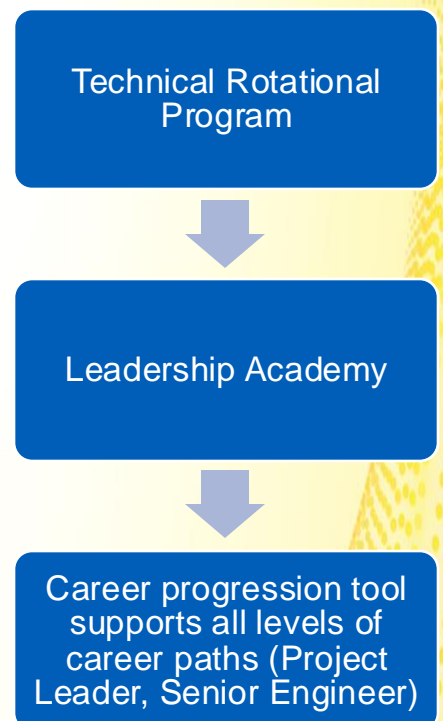 Technical Rotational
Program
Leadership Academy
Career progression tool
supports all levels of
career paths (Project
Leader, Senior Engineer)